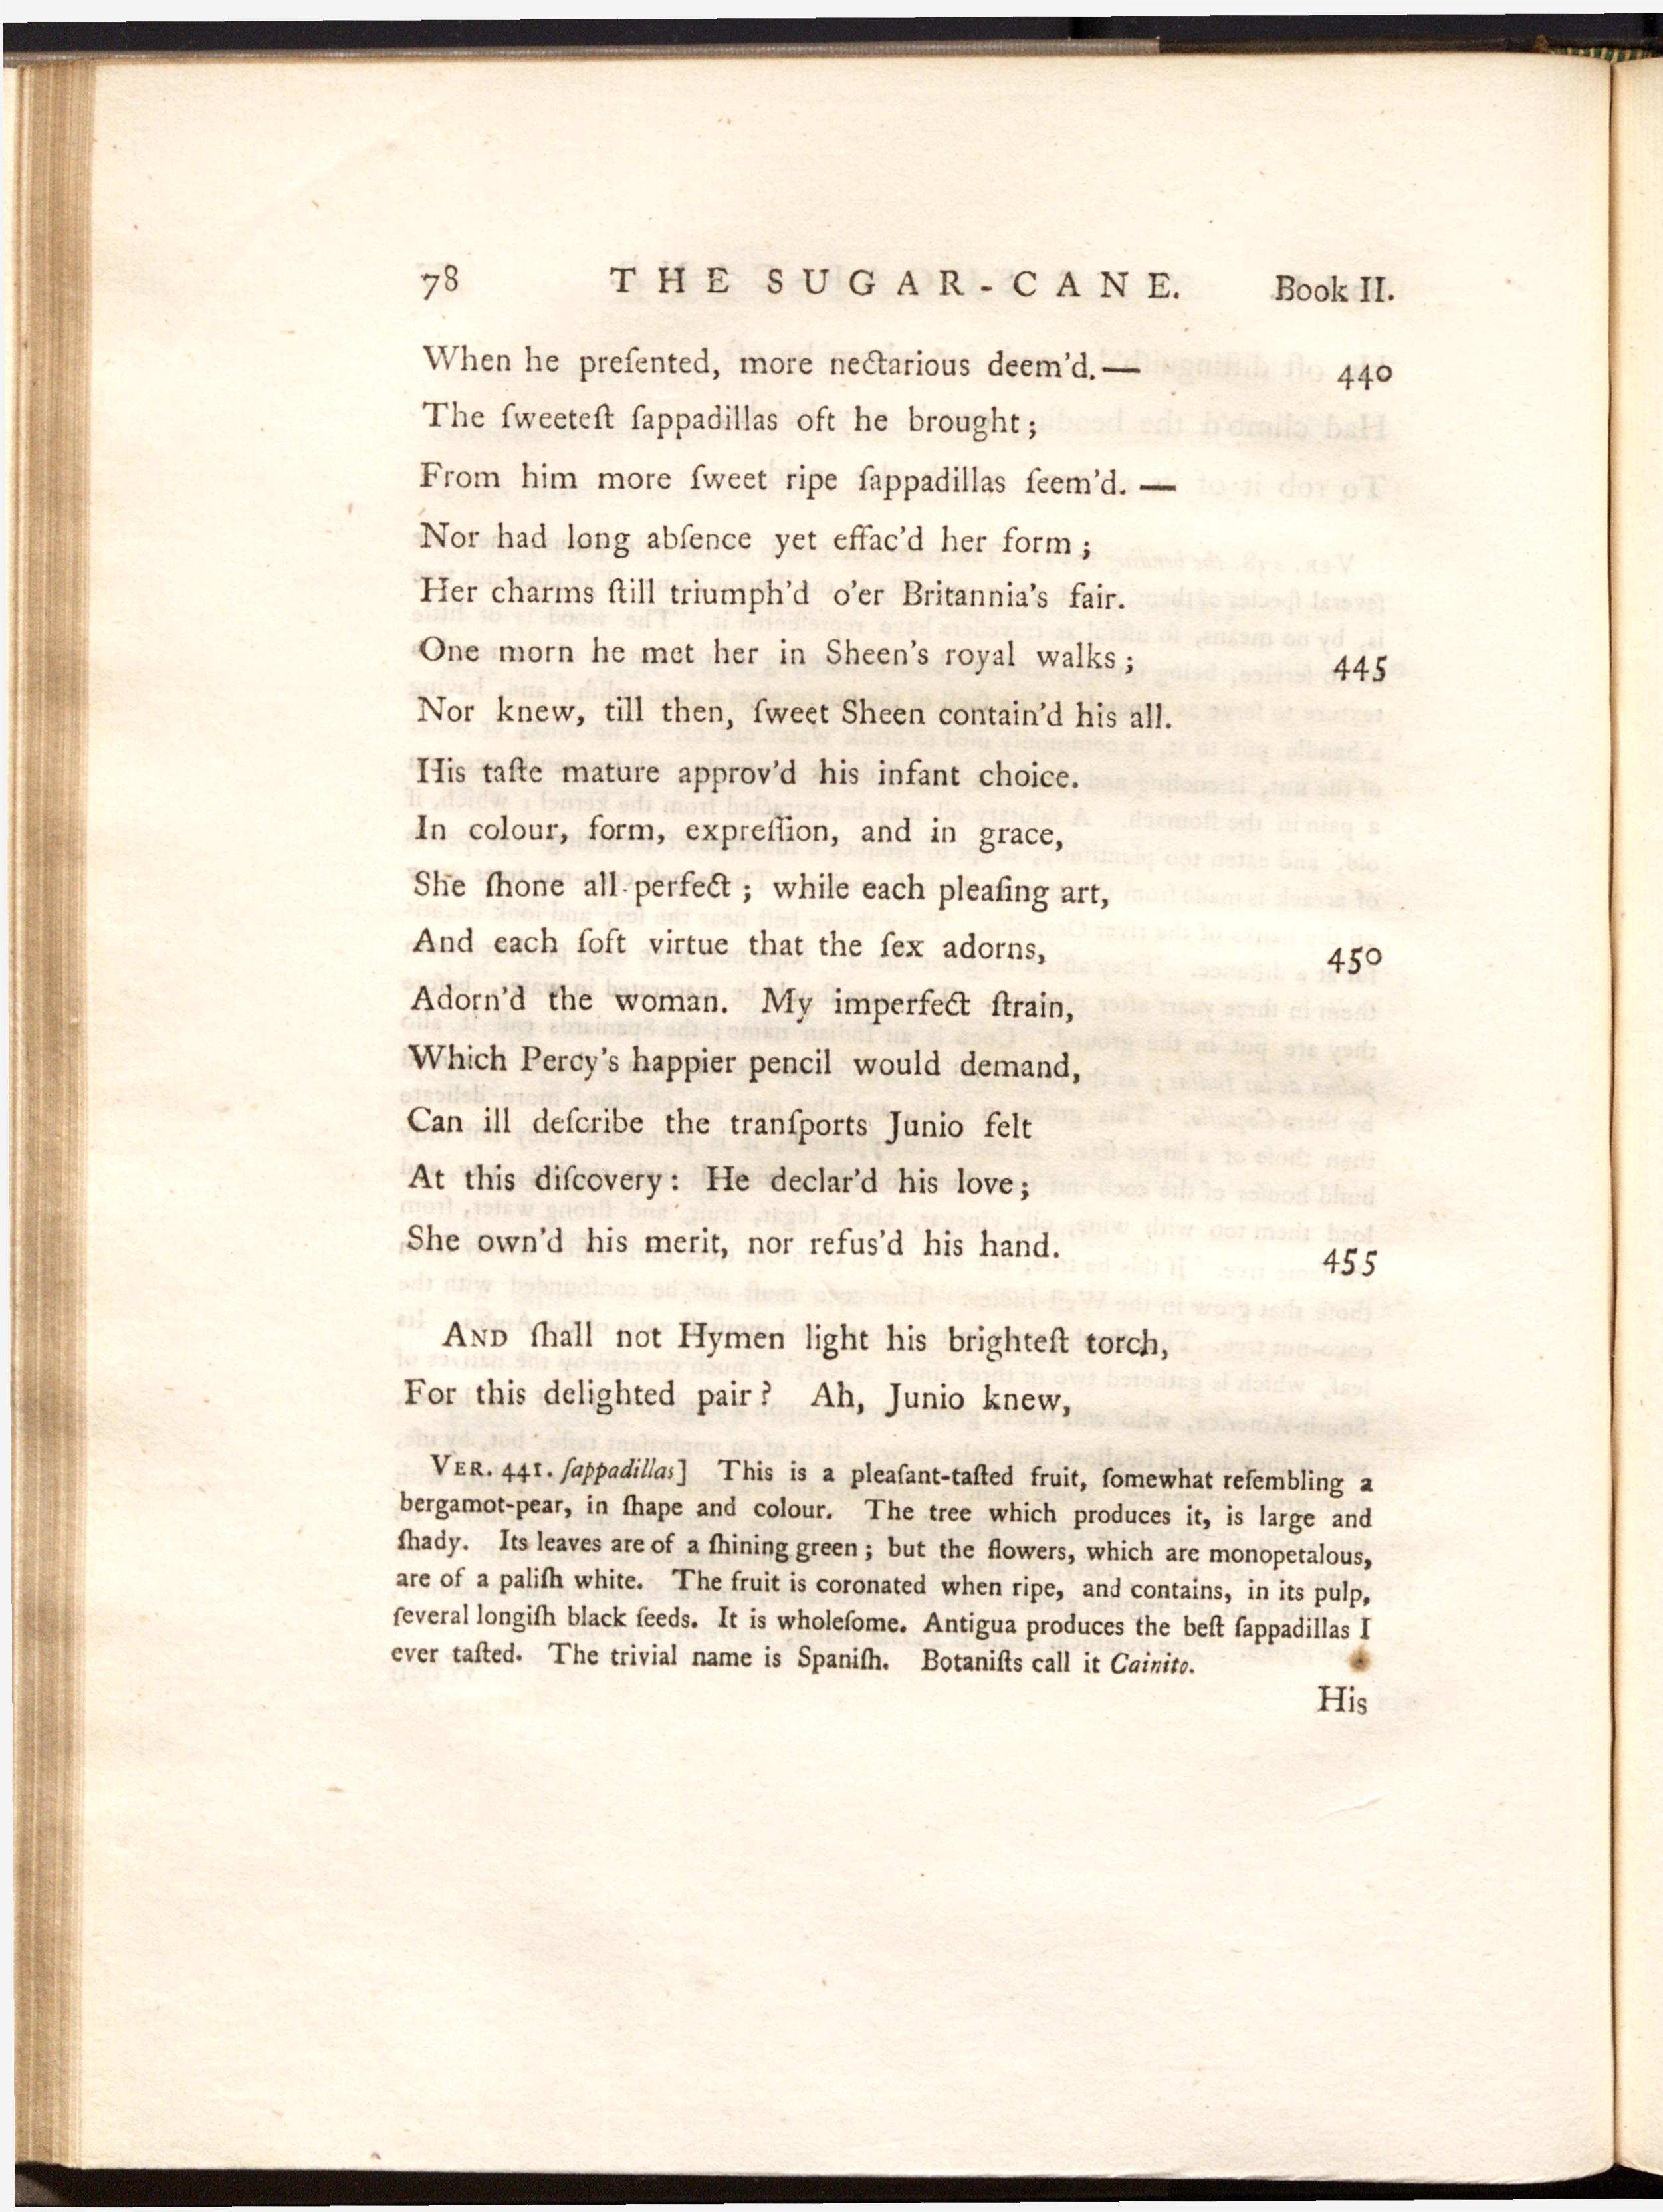 78 THE SUGAR-CANE. Book II.
When he preſented, more nectarious deem'd.— 440
The ſweeteſt ſappadillas oft he brought;
From him more ſweet ripe ſappadillas ſeem'd. —
Nor had long abſence yet effac'd her form;
Her charms ſtill triumph'd o'er Britannia's fair.
One morn he met her in Sheen's royal walks; 445
Nor knew, till then, ſweet Sheen contain'd his all.
His taſte mature approv'd his infant choice.
In colour, form, expreſſion, and in grace,
She ſhone all perfect; while each pleaſing art,
And each ſoft virtue that the ſex adorns, 450
Adorn'd the woman. My imperfect ſtrain,
Which Percy's happier pencil would demand,
Can ill deſcribe the tranſports Junio felt
At this diſcovery: He declar'd his love;
She own'd his merit, nor refus'd his hand. 455
AND ſhall not Hymen light his brighteſt torch,
For this delighted pair? Ah, Junio knew,
VER. 441. ſappadillas] This is a pleaſant-taſted fruit, ſomewhat reſembling a
bergamot-pear, in ſhape and colour. The tree which produces it, is large and
ſhady. Its leaves are of a ſhining green; but the flowers, which are monopetalous,
are of a paliſh white. The fruit is coronated when ripe, and contains, in its pulp,
ſeveral longiſh black ſeeds. It is wholeſome. Antigua produces the beſt ſappadillas I
ever taſted. The trivial name is Spaniſh. Botaniſts call it Cainito.
His